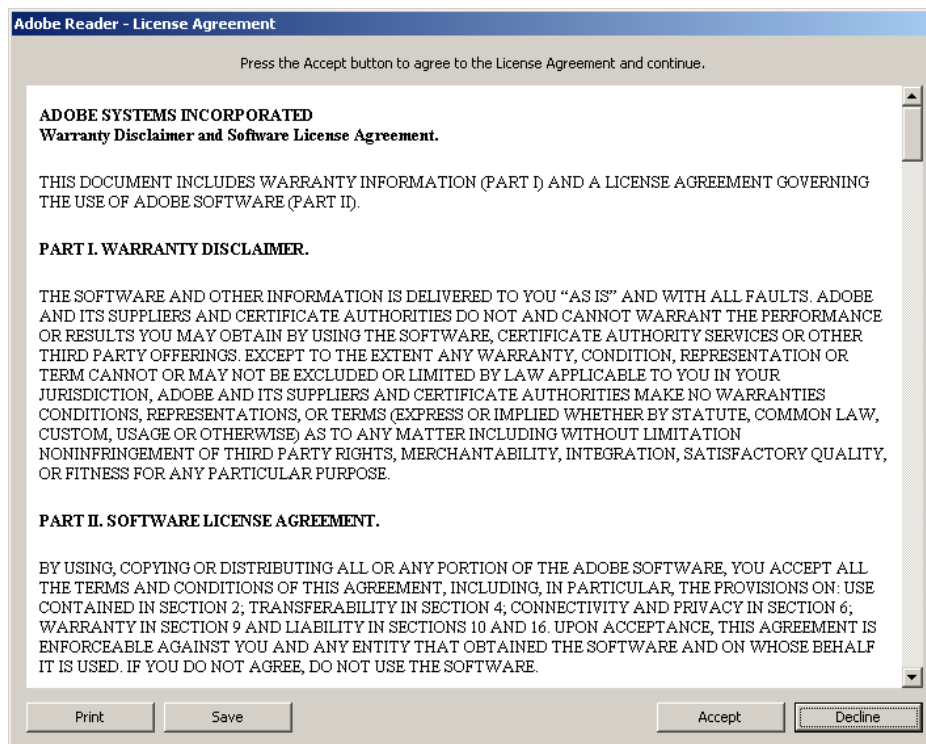 Adobe Reader - License Agreement
Press the Accept button to agree to the License Agreement and continue.
ADOBE SYSTEMS INCORPORATED
Warranty Disclaimer and Software License Agreement.
THIS DOCUMENT INCLUDES WARRANTY INFORMATION (PART I) AND A LICENSE AGREEMENT GOVERNING
THE USE OF ADOBE SOFTWARE (PART II).
PART I. WARRANTY DISCLAIMER.
THE SOFTWARE AND OTHER INFORMATION IS DELIVERED TO YOU “AS IS” AND WITH ALL FAULTS. ADOBE
AND ITS SUPPLIERS AND CERTIFICATE AUTHORITIES DO NOT AND CANNOT WARRANT THE PERFORMANCE
OR RESULTS YOU MAY OBTAIN BY USING THE SOFTWARE, CERTIFICATE AUTHORITY SERVICES OR OTHER
THIRD PARTY OFFERINGS. EXCEPT TO THE EXTENT ANY WARRANTY, CONDITION, REPRESENTATION OR
TERM CANNOT OR MAY NOT BE EXCLUDED OR LIMITED BY LAW APPLICABLE TO YOU IN YOUR
JURISDICTION, ADOBE AND ITS SUPPLIERS AND CERTIFICATE AUTHORITIES MAKE NO WARRANTIES
CONDITIONS, REPRESENTATIONS, OR TERMS (EXPRESS OR IMPLIED WHETHER BY STATUTE, COMMON LAW,
CUSTOM, USAGE OR OTHERWISE) AS TO ANY MATTER INCLUDING WITHOUT LIMITATION
NONINFRINGEMENT OF THIRD PARTY RIGHTS, MERCHANTABILITY, INTEGRATION, SATISFACTORY QUALITY,
OR FITNESS FOR ANY PARTICULAR PURPOSE.
PART II. SOFTWARE LICENSE AGREEMENT.
BY USING, COPYING OR DISTRIBUTING ALL OR ANY PORTION OF THE ADOBE SOFTWARE, YOU ACCEPT ALL
THE TERMS AND CONDITIONS OF THIS AGREEMENT, INCLUDING, IN PARTICULAR, THE PROVISIONS ON: USE
CONTAINED IN SECTION 2; TRANSFERABILITY IN SECTION 4; CONNECTIVITY AND PRIVACY IN SECTION 6;
WARRANTY IN SECTION 9 AND LIABILITY IN SECTIONS 10 AND 16. UPON ACCEPTANCE, THIS AGREEMENT IS
ENFORCEABLE AGAINST YOU AND ANY ENTITY THAT OBTAINED THE SOFTWARE AND ON WHOSE BEHALF
IT IS USED. IF YOU DO NOT AGREE, DO NOT USE THE SOFTWARE.
Print Save Accept Decline